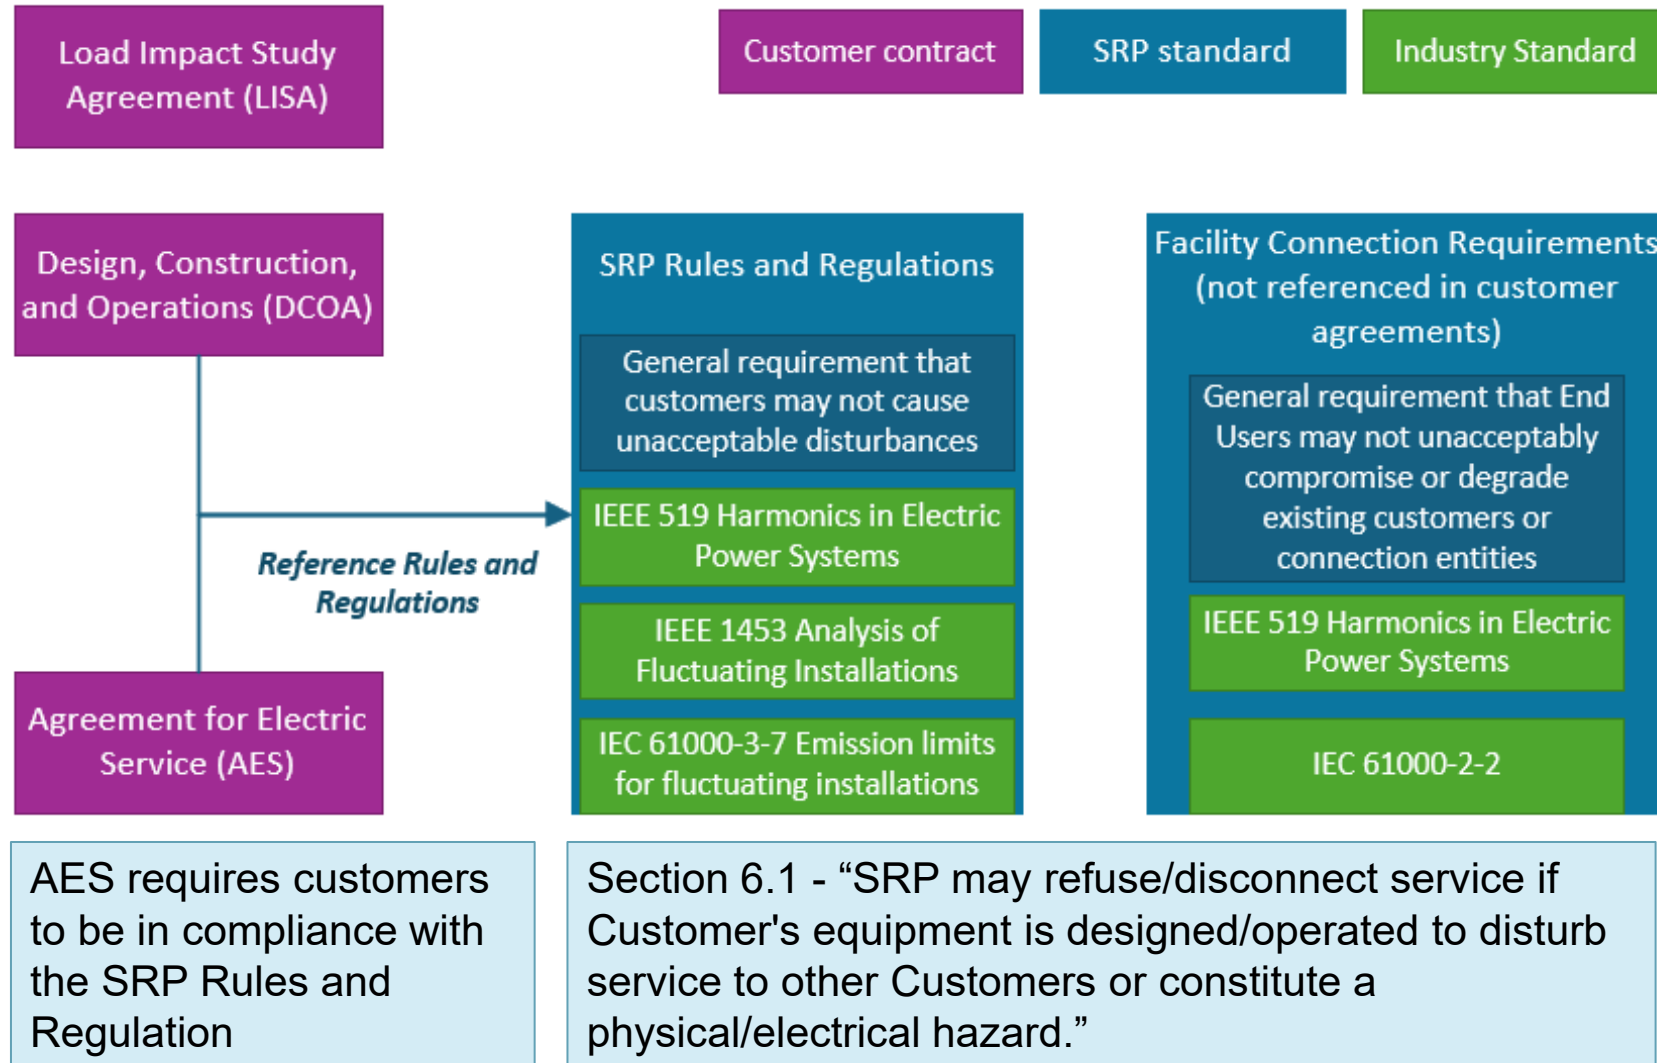 Load Impact Study
Agreement (LISA)
Customer contract
SRP standard
Industry Standard
Design, Construction,
and Operations (DCOA)
Reference Rules and
Regulations
Agreement for Electric
Service (AES)
SRP Rules and Regulations
General requirement that
customers may not cause
unacceptable disturbances
IEEE 519 Harmonics in Electric
Power Systems
IEEE 1453 Analysis of
Fluctuating Installations
IEC 61000-3-7 Emission limits
for fluctuating installations
Facility Connection Requirements
(not referenced in customer
agreements)
General requirement that End
Users may not unacceptably
compromise or degrade
existing customers or
connection entities
IEEE 519 Harmonics in Electric
Power Systems
IEC 61000-2-2
AES requires customers
to be in compliance with
the SRP Rules and
Regulation
Section 6.1 - “SRP may refuse/disconnect service if
Customer's equipment is designed/operated to disturb
service to other Customers or constitute a
physical/electrical hazard.”